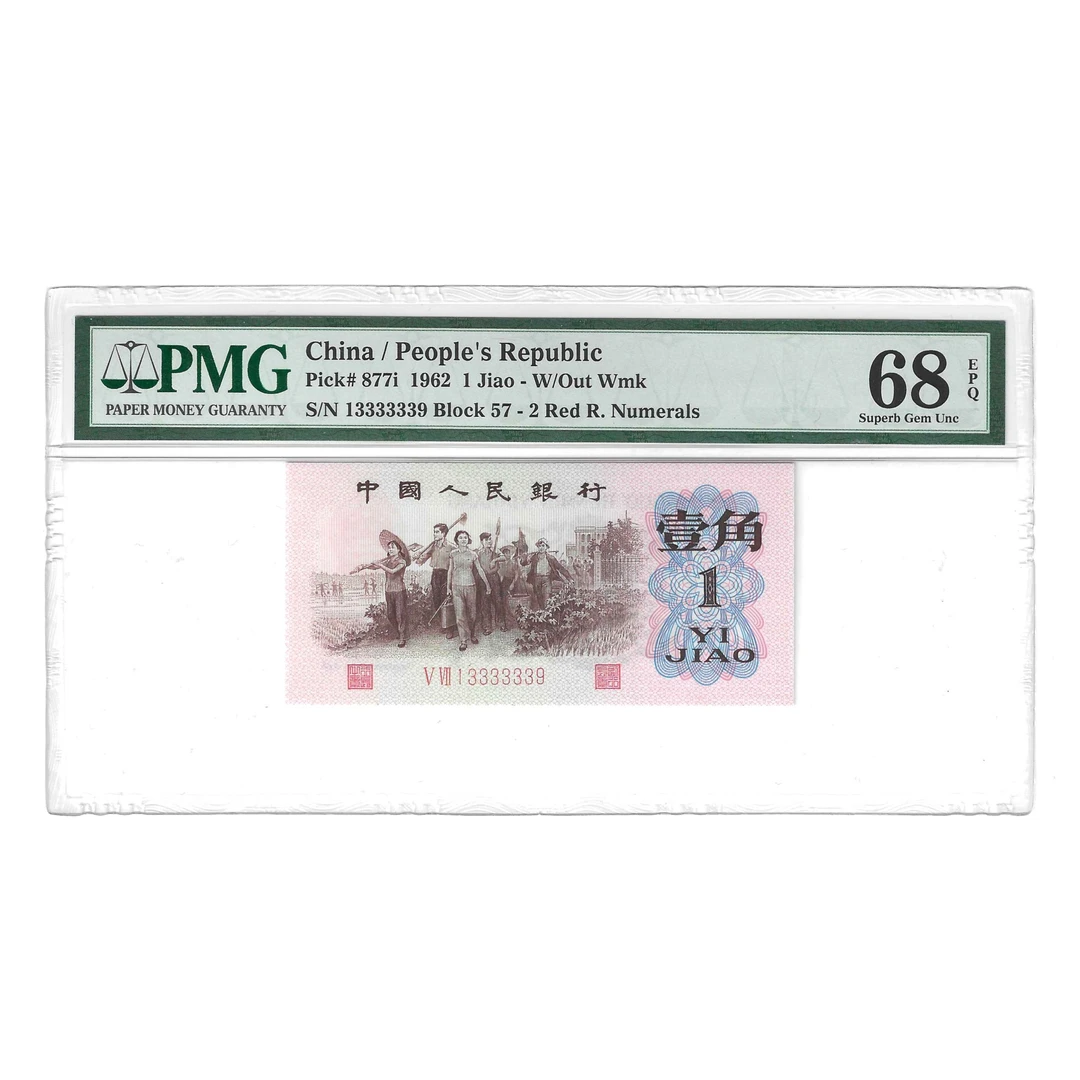 PMG
PAPER MONEY GUARANTY
China / People's Republic
Pick# 877i 1962 1 Jiao - W/Out Wmk
S/N 13333339 Block 57 - 2 Red R. Numerals
68
EPQ
Superb Gem Unc
中國人民銀行
壹角
1
YI
JIAO
V VII 13333339